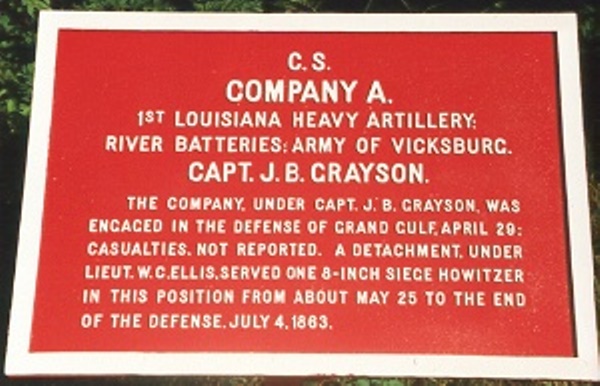 C. S.
COMPANY A.
1ST LOUISIANA HEAVY ARTILLERY;
RIVER BATTERIES; ARMY OF VICKSBURG.
CAPT. J. B. GRAYSON.
THE COMPANY, UNDER CAPT. J. B. GRAYSON, WAS
ENGAGED IN THE DEFENSE OF GRAND GULF, APRIL 29;
CASUALTIES, NOT REPORTED. A DETACHMENT, UNDER
LIEUT. W.C. ELLIS, SERVED ONE 8-INCH SIEGE HOWITZER
IN THIS POSITION FROM ABOUT MAY 25 TO THE END
OF THE DEFENSE, JULY 4, 1863.